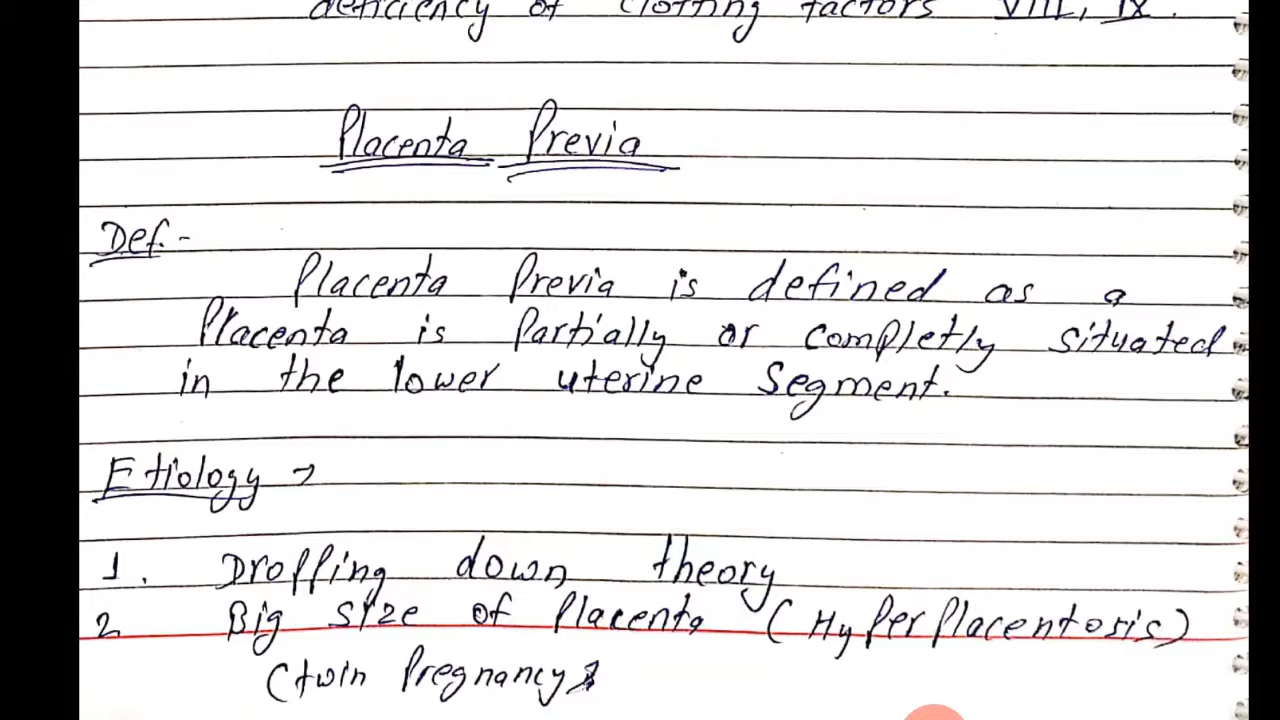 deficiency of clotting factors VIII, IX.
Placenta Previa
Def.-
Placenta Previa is defined as a
Placenta is Partially or completly situated
in the lower uterine segment.
Etiology →
1. Dropping down theory
2 Big size of Placenta (Hyperplacentosis)
(twin Pregnancy)